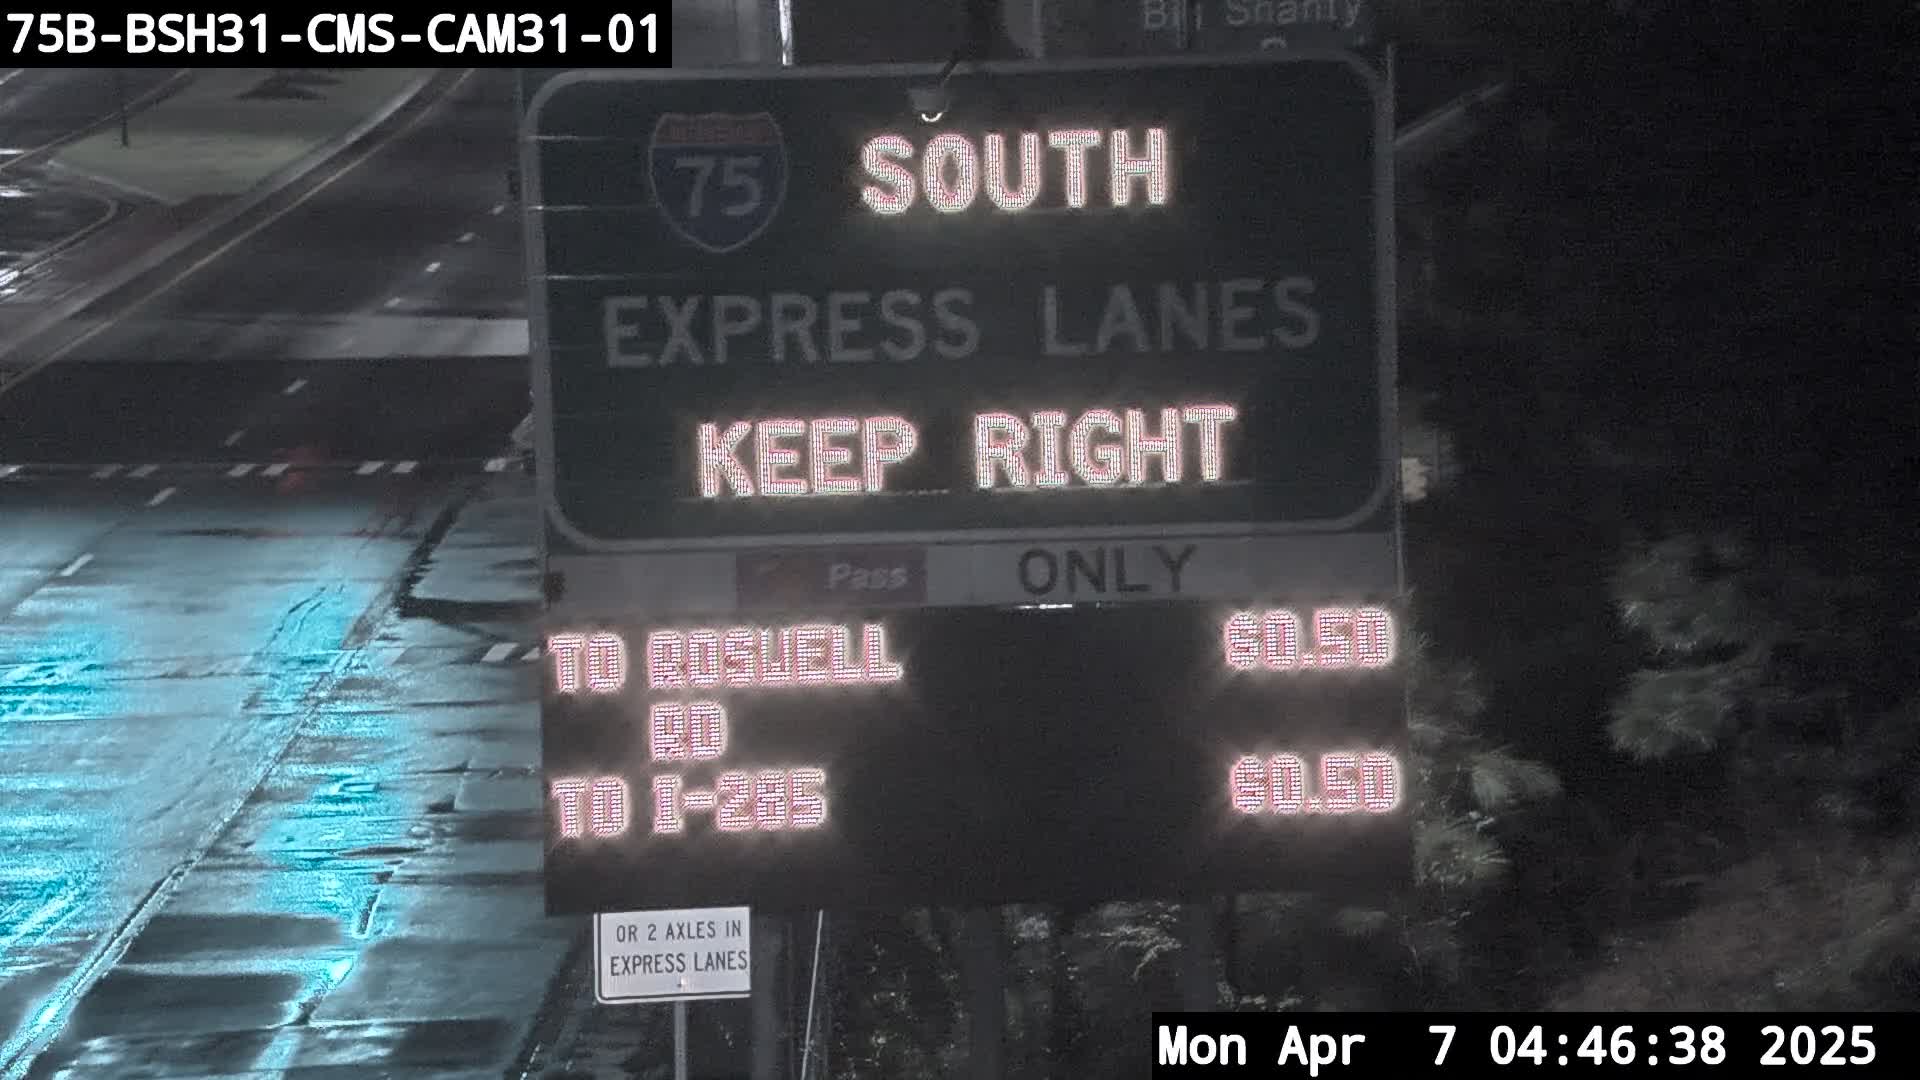 75B-BSH31-CMS-CAM31-01
75 SOUTH
EXPRESS LANES
KEEP RIGHT
Pass ONLY
TO ROSWELL $0.50
RD
TO I-285 $0.50
OR 2 AXLES IN
EXPRESS LANES
Mon Apr 7 04:46:38 2025